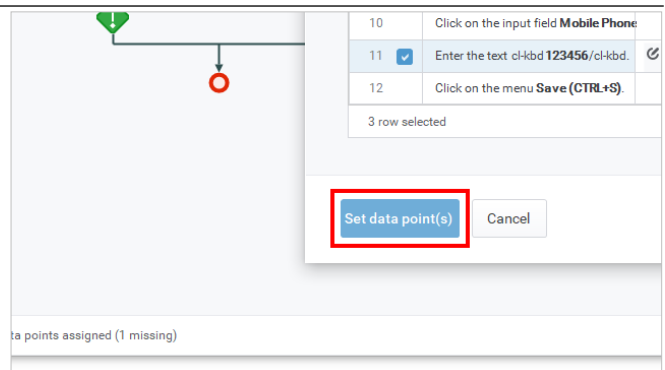 10 Click on the input field Mobile Phone
11 Enter the text cl-kbd 123456/cl-kbd.
12 Click on the menu Save (CTRL+S).
3 row selected
Set data point(s) Cancel
ta points assigned (1 missing)